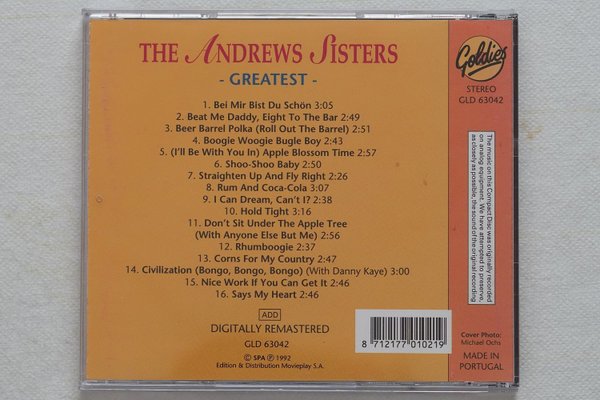 THE ANDREWS SISTERS
- GREATEST -
1. Bei Mir Bist Du Schön 3:05
2. Beat Me Daddy, Eight To The Bar 2:49
3. Beer Barrel Polka (Roll Out The Barrel) 2:51
4. Boogie Woogie Bugle Boy 2:43
5. (I'll Be With You In) Apple Blossom Time 2:57
6. Shoo-Shoo Baby 2:50
7. Straighten Up And Fly Right 2:26
8. Rum And Coca-Cola 3:07
9. I Can Dream, Can't I? 2:38
10. Hold Tight 3:16
11. Don't Sit Under The Apple Tree
(With Anyone Else But Me) 2:56
12. Rhumboogie 2:37
13. Corns For My Country 2:47
14. Civilization (Bongo, Bongo, Bongo) (With Danny Kaye) 3:00
15. Nice Work If You Can Get It 2:46
16. Says My Heart 2:46
ADD
DIGITALLY REMASTERED
GLD 63042
© SPA ℗ 1992
Edition & Distribution Movieplay S.A.
8 712177 010219
Goldies
STEREO
GLD 63042
The music on this Compact Disc was originally recorded
on analog equipment. We have attempted to preserve,
as closely as possible, the sound of the original recording
Cover Photo:
Michael Ochs
MADE IN
PORTUGAL